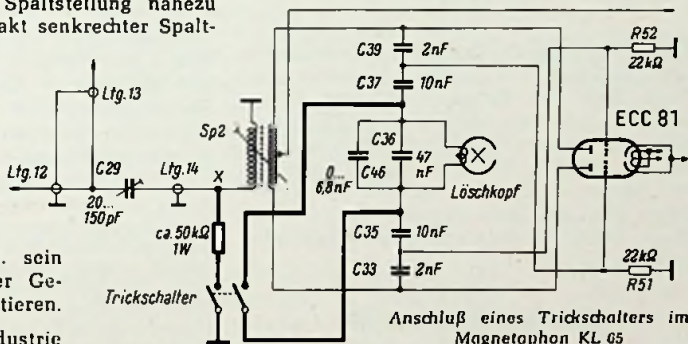 Spaltstellung nahezu
akt senkrechter Spalt-
Ltg.13
Ltg.12
C29
20...
150pF
Ltg.14
Sp2
X
ca. 50kΩ
1W
Trickschalter
C39 2nF
C37 10nF
C36
C46 47
nF
0...
6,8nF
Löschkopf
C35 10nF
C33 2nF
R52
22kΩ
ECC 81
22kΩ
R51
. sein
er Ge-
tieren.
dustrie
Anschluß eines Trickschalters im
Magnetophon KL 65